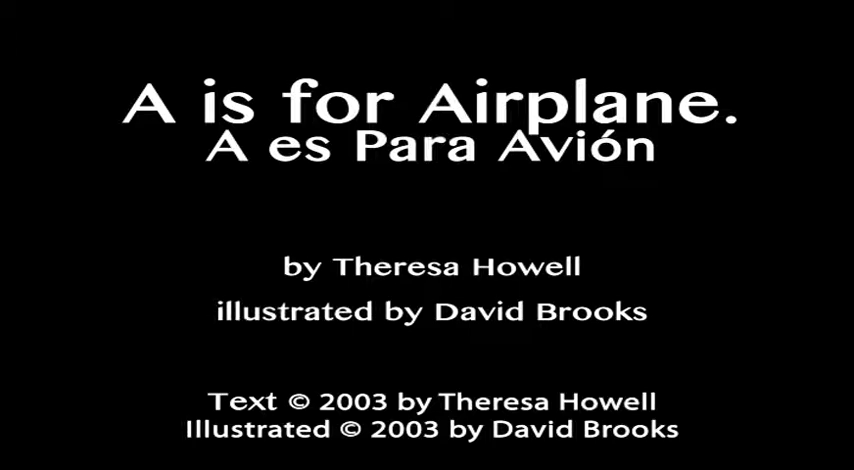 A is for Airplane.
A es Para Avión
by Theresa Howell
illustrated by David Brooks
Text © 2003 by Theresa Howell
Illustrated © 2003 by David Brooks